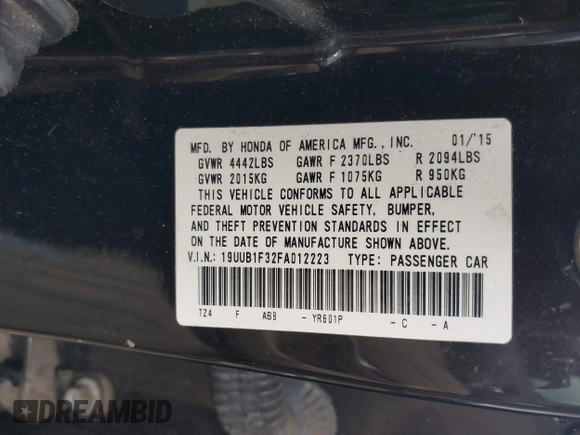 MFD. BY HONDA OF AMERICA MFG., INC. 01/'15
GVWR 4442LBS GAWR F 2370LBS R 2094LBS
GVWR 2015KG GAWR F 1075KG R 950KG
THIS VEHICLE CONFORMS TO ALL APPLICABLE
FEDERAL MOTOR VEHICLE SAFETY, BUMPER,
AND THEFT PREVENTION STANDARDS IN EFFECT
ON THE DATE OF MANUFACTURE SHOWN ABOVE.
V.I.N.: 19UUB1F32FA012223 TYPE: PASSENGER CAR
TZ4 F AB9 - YR601P - C - A
DREAMBID